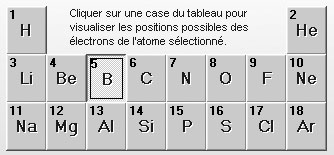 1 Cliquer sur une case du tableau pour 2
H visualiser les positions possibles des He
électrons de l'atome sélectionné.
3 4 5 6 7 8 9 10
Li Be B C N O F Ne
11 12 13 14 15 16 17 18
Na Mg Al Si P S Cl Ar